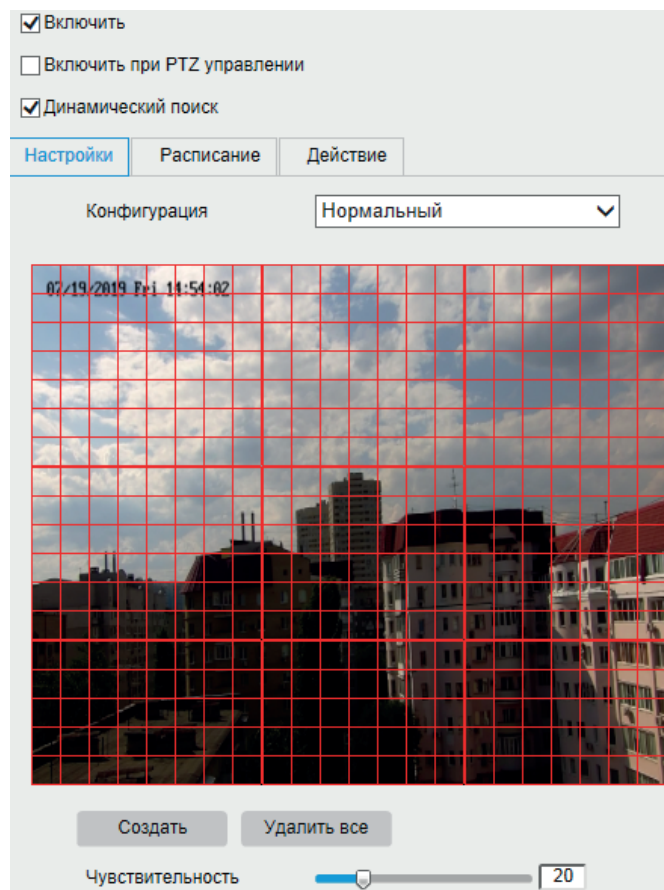 Включить
Включить при PTZ управлении
Динамический поиск
Настройки Расписание Действие
Конфигурация Нормальный
07/19/2019 Fri 14:54:02
Создать Удалить все
Чувствительность 20